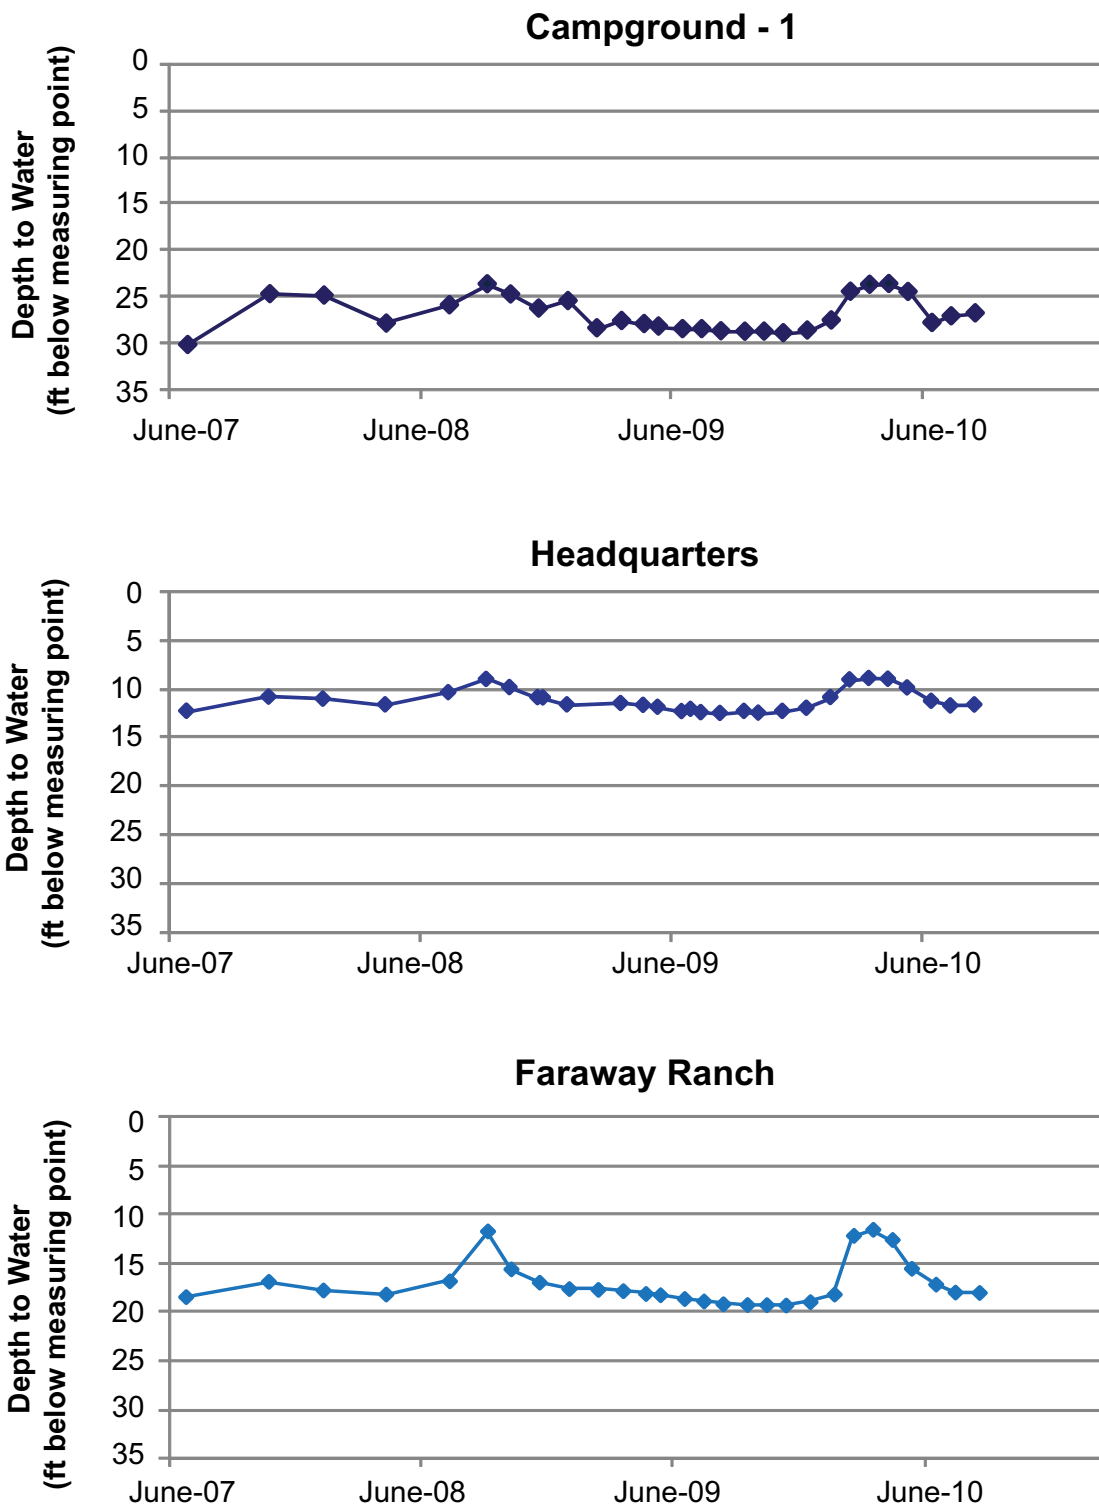 Campground - 1
Depth to Water
(ft below measuring point)
0
5
10
15
20
25
30
35
June-07
June-08
June-09
June-10
Headquarters
Depth to Water
(ft below measuring point)
0
5
10
15
20
25
30
35
June-07
June-08
June-09
June-10
Faraway Ranch
Depth to Water
(ft below measuring point)
0
5
10
15
20
25
30
35
June-07
June-08
June-09
June-10